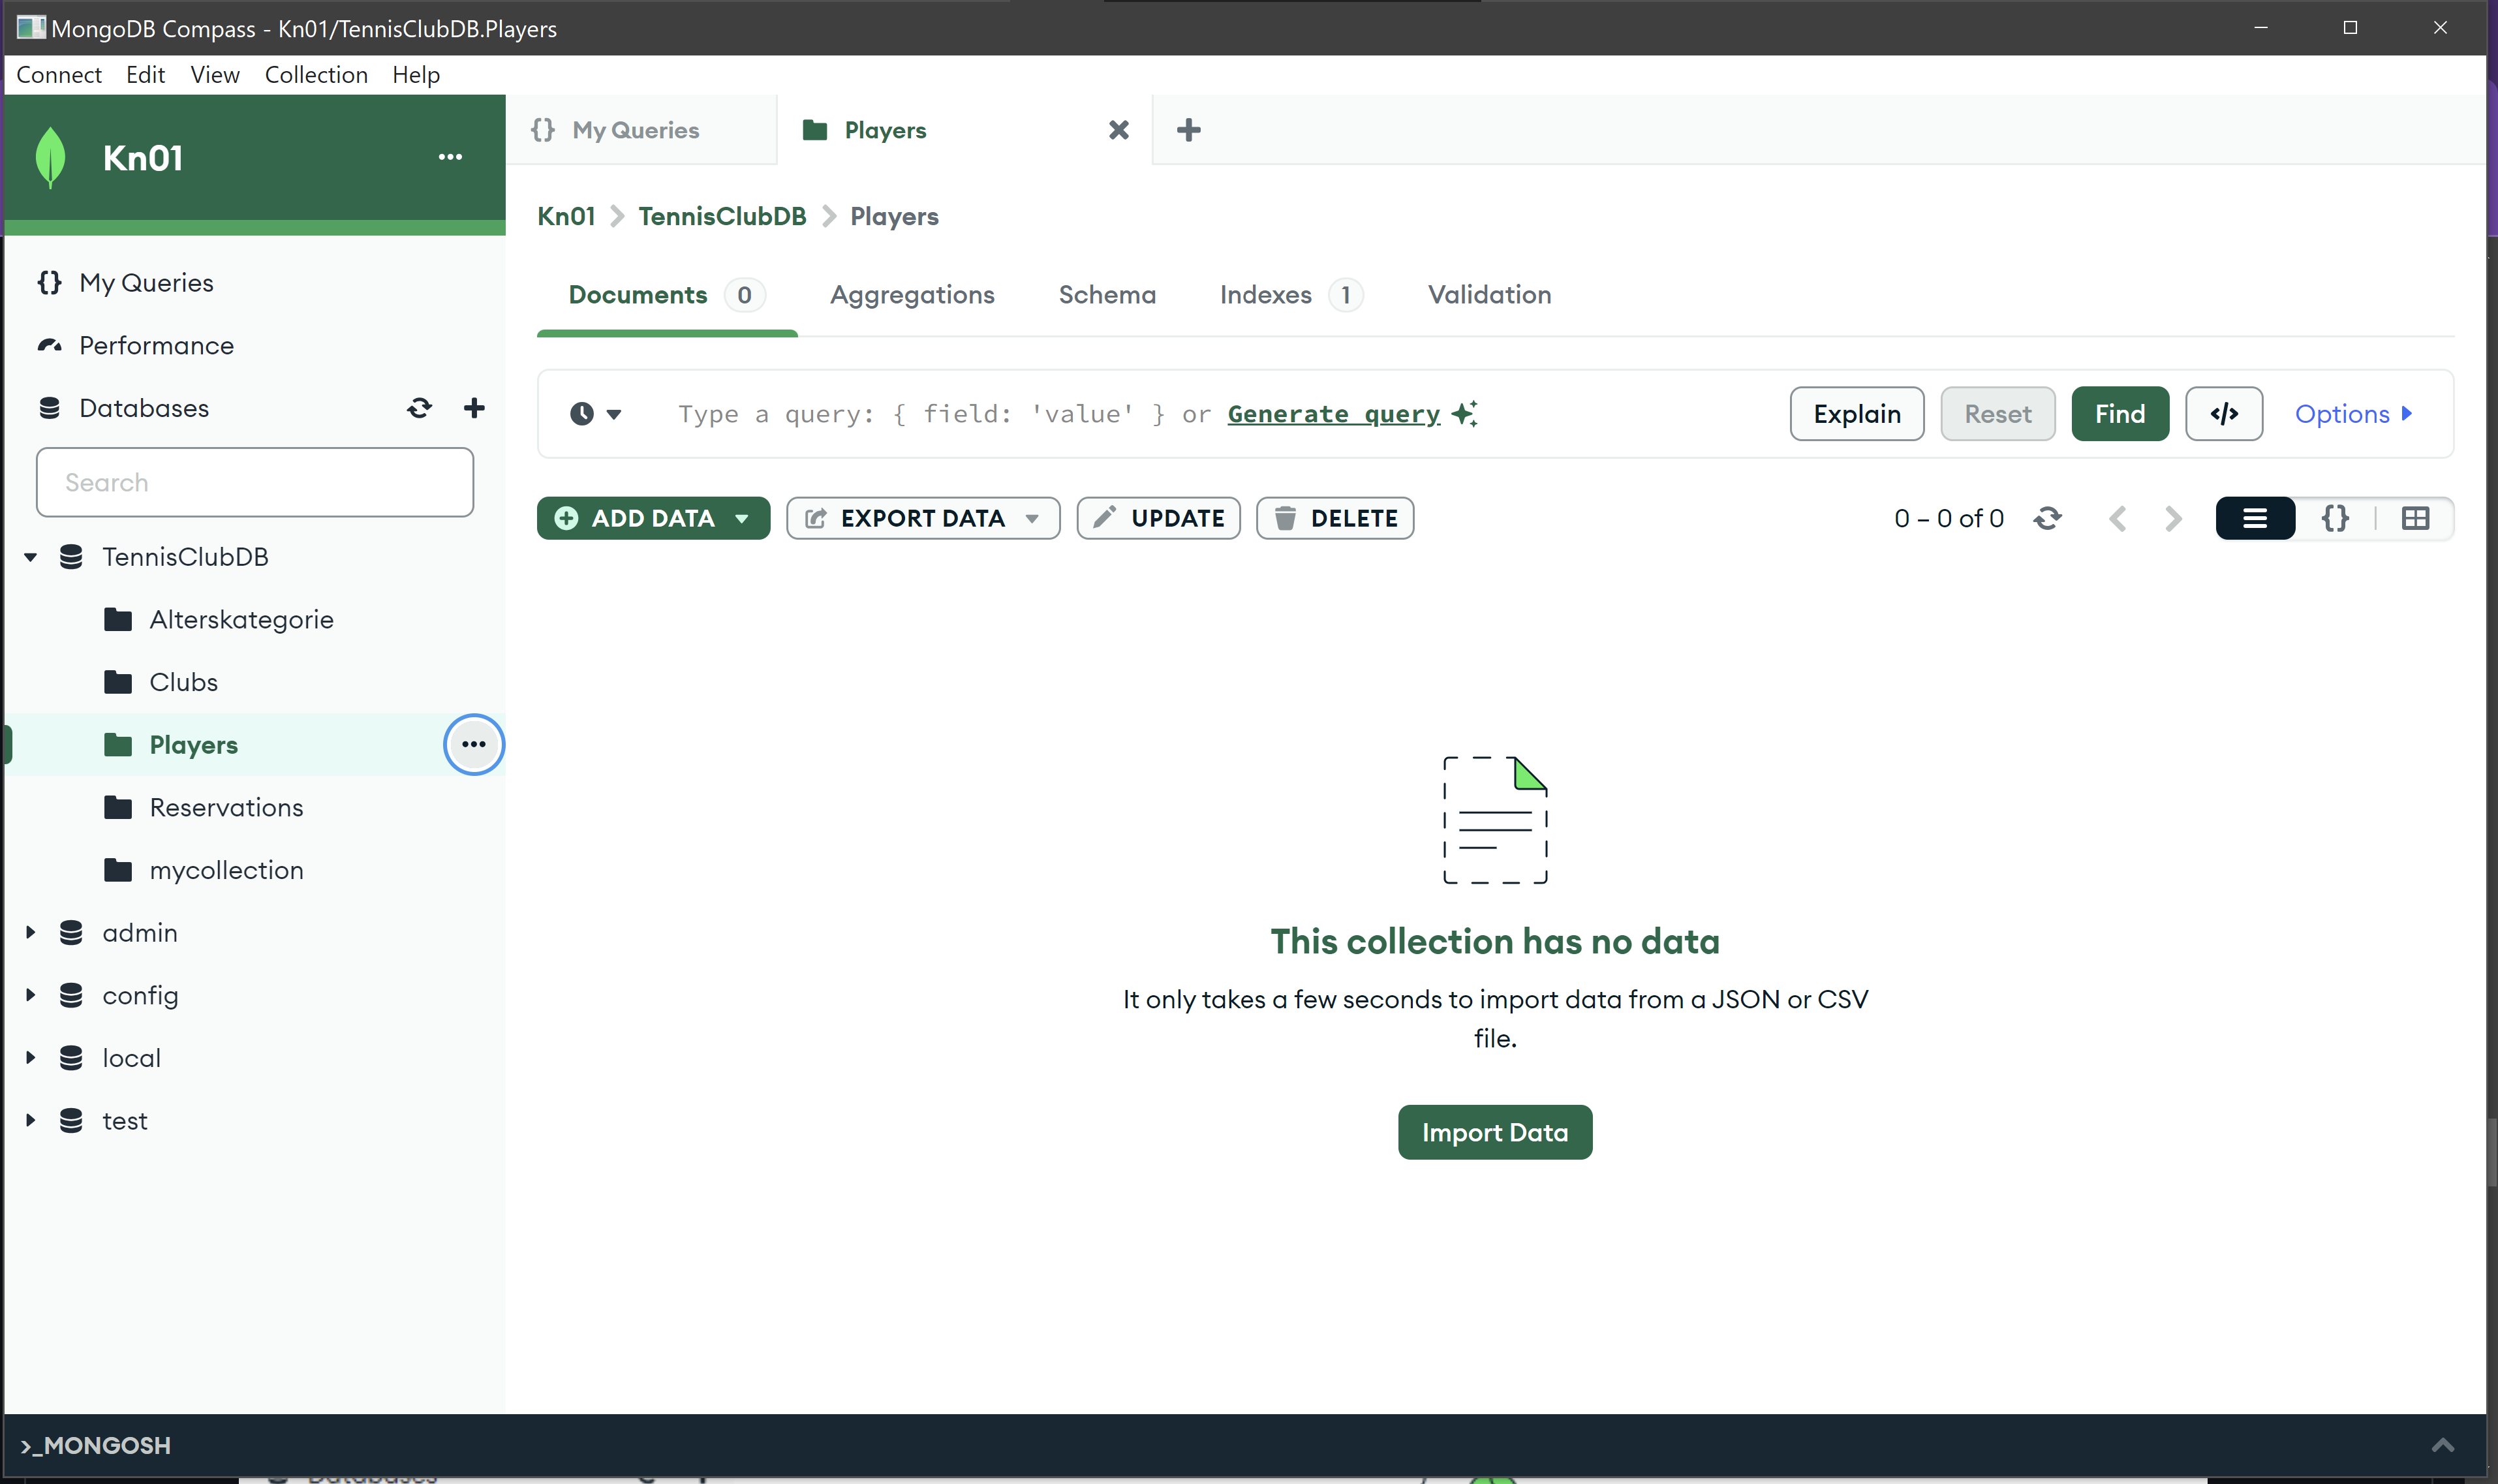 MongoDB Compass - Kn01/TennisClubDB.Players
Connect Edit View Collection Help
Kn01
My Queries
Performance
Databases
Search
TennisClubDB
Alterskategorie
Clubs
Players
Reservations
mycollection
admin
config
local
test
My Queries
Players
Kn01 > TennisClubDB > Players
Documents 0 Aggregations Schema Indexes 1 Validation
Type a query: { field: 'value' } or Generate query
Explain Reset Find </> Options
ADD DATA EXPORT DATA UPDATE DELETE
0 – 0 of 0
This collection has no data
It only takes a few seconds to import data from a JSON or CSV
file.
Import Data
>_MONGOSH